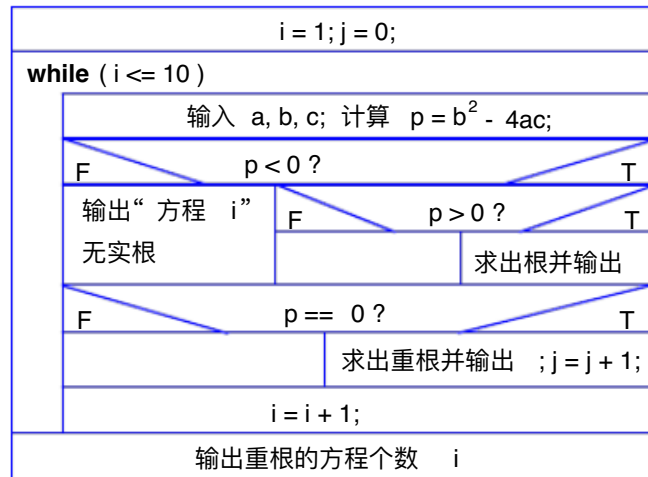 i = 1; j = 0;
while ( i <= 10 )
输入 a, b, c; 计算 p = b² - 4ac;
F p < 0 ? T
输出“ 方程 i”
无实根
F p > 0 ? T
求出根并输出
F p == 0 ? T
求出重根并输出 ; j = j + 1;
i = i + 1;
输出重根的方程个数 i